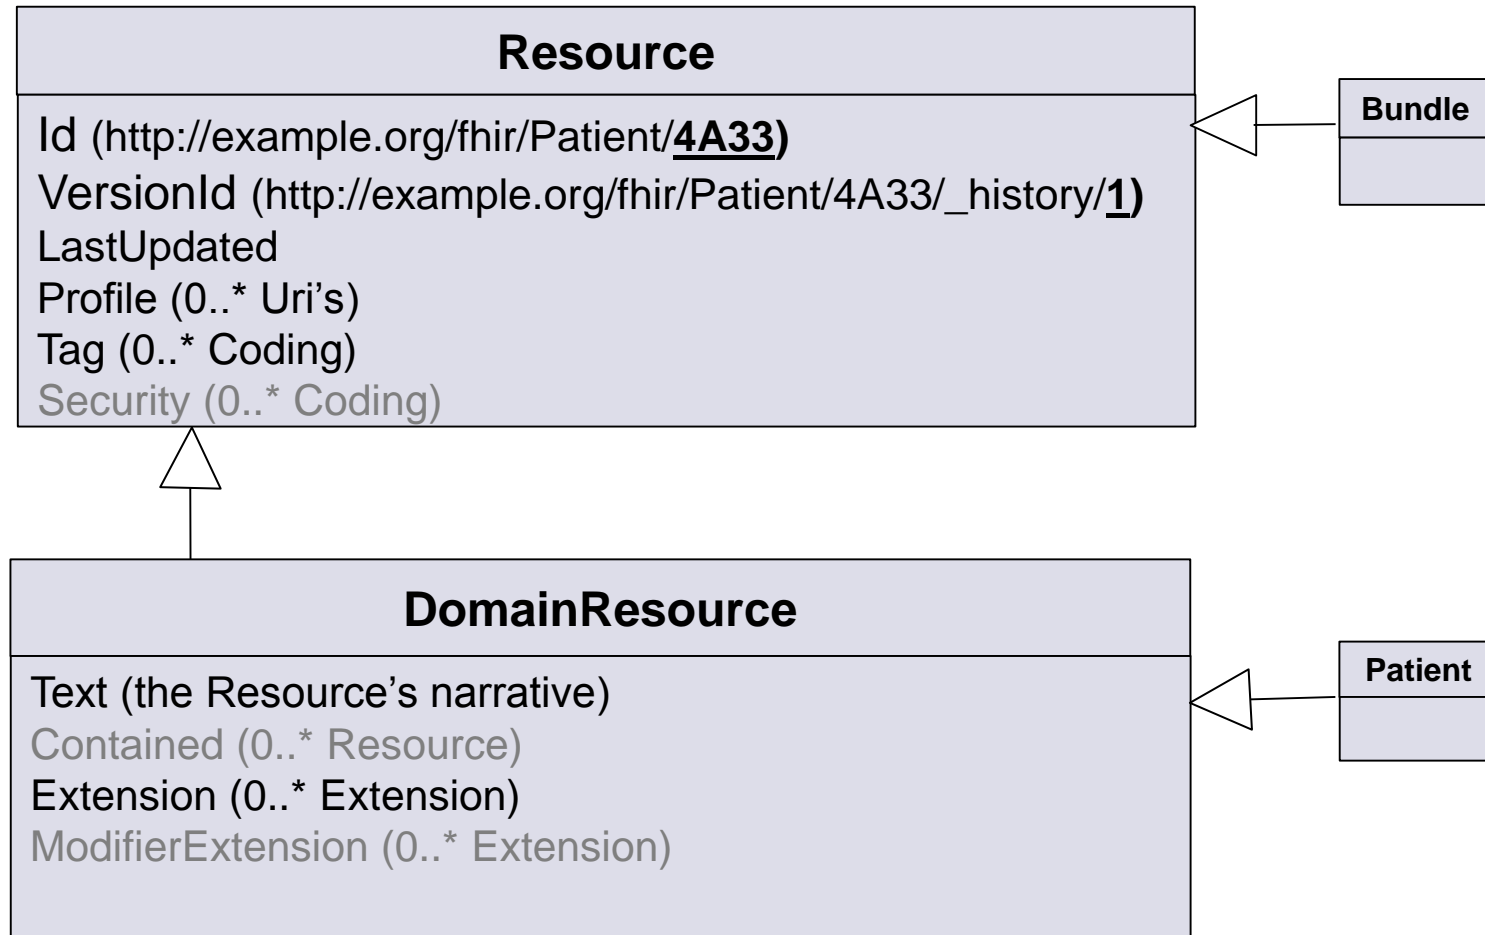 Resource
Id (http://example.org/fhir/Patient/4A33)
VersionId (http://example.org/fhir/Patient/4A33/_history/1)
LastUpdated
Profile (0..* Uri’s)
Tag (0..* Coding)
Security (0..* Coding)
Bundle
DomainResource
Text (the Resource’s narrative)
Contained (0..* Resource)
Extension (0..* Extension)
ModifierExtension (0..* Extension)
Patient